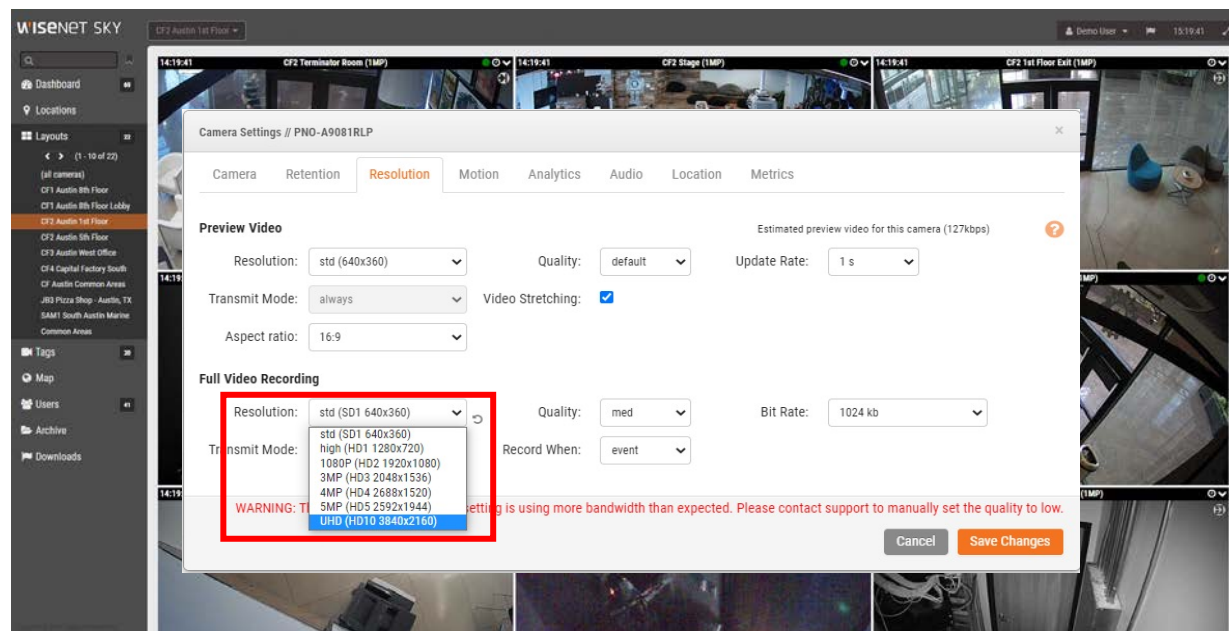 WISENET SKY
CF2 Austin 1st Floor
Demo User 15:19:41
Dashboard
Locations
Layouts
(1 - 10 of 22)
(all cameras)
CF1 Austin 8th Floor
CF1 Austin 8th Floor Lobby
CF2 Austin 1st Floor
CF2 Austin 5th Floor
CF3 Austin West Office
CF4 Capital Factory South
CF Austin Common Areas
JB3 Pizza Shop - Austin, TX
SAM1 South Austin Marine
Common Areas
Tags
Map
Users 41
Archive
Downloads
14:19:41 CF2 Terminator Room (1MP)
14:19:41 CF2 Stage (1MP)
14:19:41 CF2 1st Floor Exit (1MP)
Camera Settings // PNO-A9081RLP ×
Camera Retention Resolution Motion Analytics Audio Location Metrics
Preview Video Estimated preview video for this camera (127kbps) ?
Resolution: std (640x360) Quality: default Update Rate: 1 s
Transmit Mode: always Video Stretching:
Aspect ratio: 16:9
Full Video Recording
Resolution: std (SD1 640x360) Quality: med Bit Rate: 1024 kb
std (SD1 640x360)
high (HD1 1280x720)
1080P (HD2 1920x1080)
3MP (HD3 2048x1536)
4MP (HD4 2688x1520)
5MP (HD5 2592x1944)
UHD (HD10 3840x2160)
Transmit Mode: Record When: event
WARNING: T setting is using more bandwidth than expected. Please contact support to manually set the quality to low.
Cancel Save Changes
14:19
MP)
14:19
(1MP)